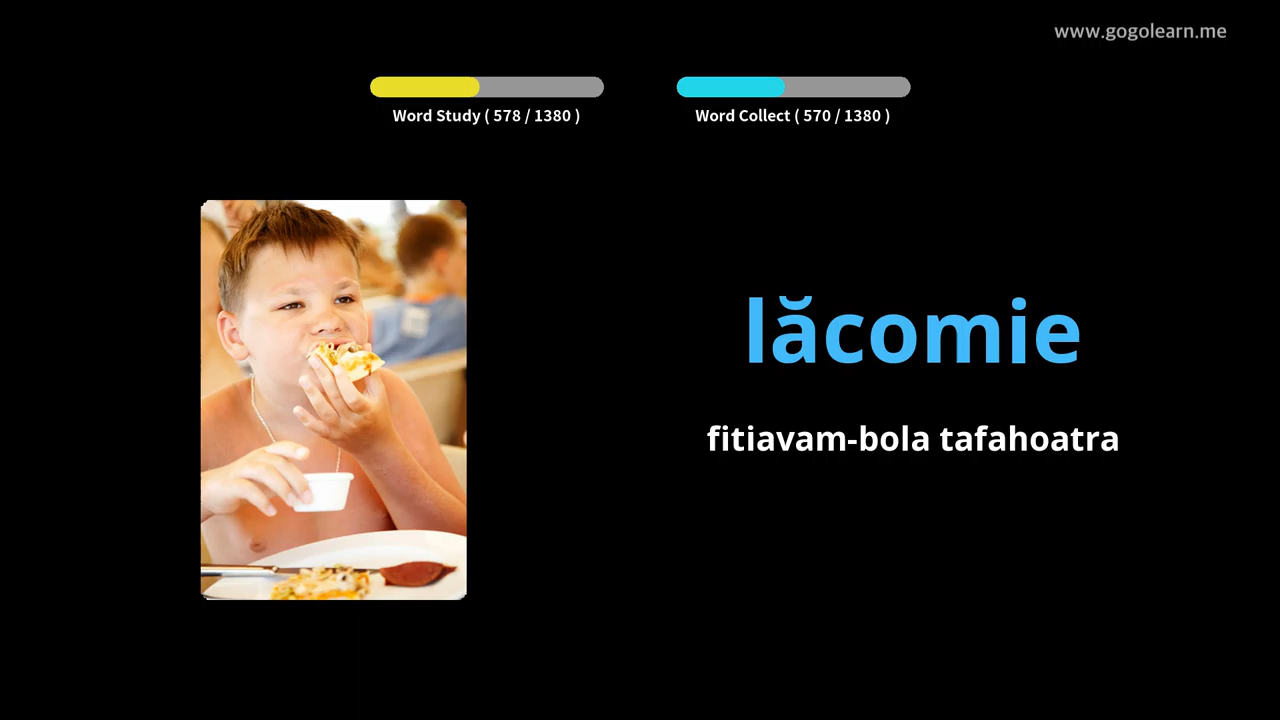 www.gogolearn.me
Word Study ( 578 / 1380 )
Word Collect ( 570 / 1380 )
lăcomie
fitiavam-bola tafahoatra